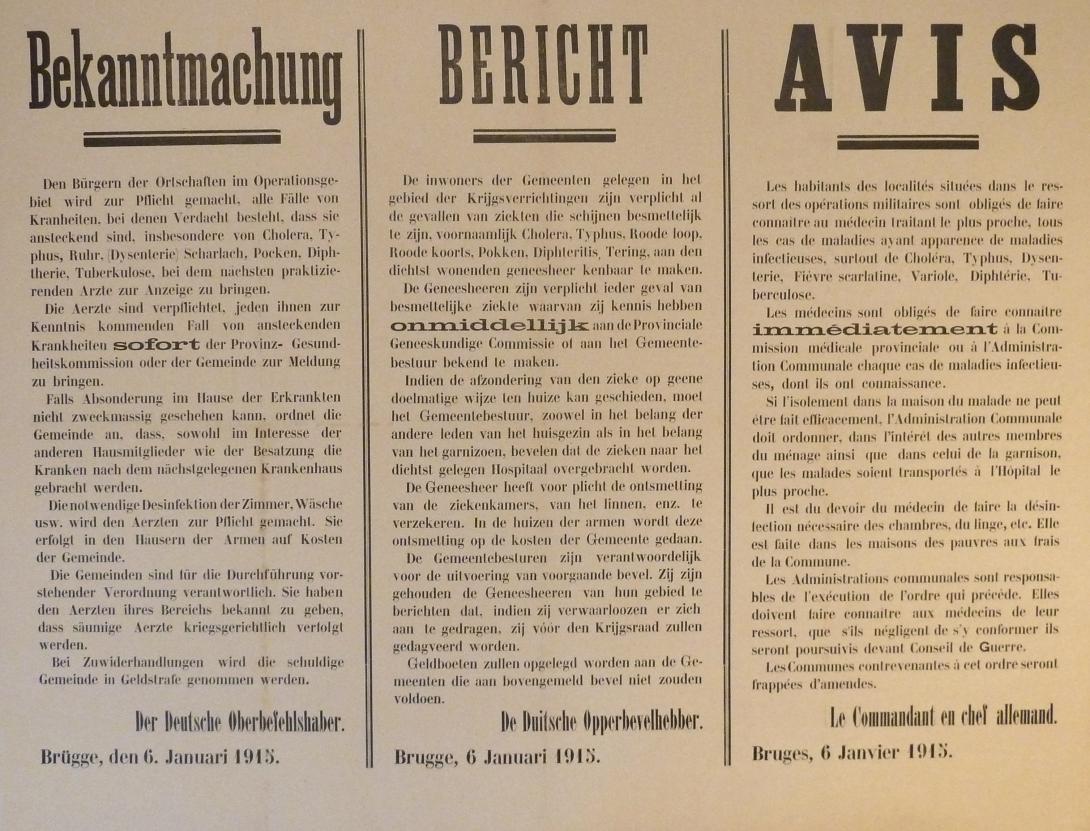 Bekanntmachung
Den Bürgern der Ortschaften im Operationsge-
biet wird zur Pflicht gemacht, alle Fälle von
Kranheiten, bei denen Verdacht besteht, dass sie
ansteckend sind, insbesondere von Cholera, Ty-
phus, Ruhr, (Dysenterie) Scharlach, Pocken, Diph-
therie, Tuberkulose, bei dem nachsten praktizie-
renden Arzte zur Anzeige zu bringen.
Die Aerzte sind verpflichtet, jeden ihnen zur
Kenntnis kommenden Fall von ansteckenden
Krankheiten sofort der Provinz- Gesund-
heitskommission oder der Gemeinde zur Meldung
zu bringen.
Falls Absonderung im Hause der Erkrankten
nicht zweckmassig geschehen kann, ordnet die
Gemeinde an, dass, sowohl im Interesse der
anderen Hausmitglieder wie der Besatzung die
Kranken nach dem nächstgelegenen Krankenhaus
gebracht werden.
Die notwendige Desinfektion der Zimmer, Wäsche
usw. wird den Aerzten zur Pflicht gemacht. Sie
erfolgt in den Häusern der Armen auf Kosten
der Gemeinde.
Die Gemeinden sind für die Durchführung vor-
stehender Verordnung verantwortlich. Sie haben
den Aerzten ihres Bereichs bekannt zu geben,
dass säumige Aerzte kriegsgerichtlich verfolgt
werden.
Bei Zuwiderhandlungen wird die schuldige
Gemeinde in Geldstrafe genommen werden.
Der Deutsche Oberbefehlshaber.
Brügge, den 6. Januari 1915.
BERICHT
De inwoners der Gemeenten gelegen in het
gebied der Krijgsverrichtingen zijn verplicht al
de gevallen van ziekten die schijnen besmettelijk
te zijn, voornaamlijk Cholera, Typhus, Roode loop,
Roode koorts, Pokken, Diphteritis, Tering, aan den
dichtst wonenden geneesheer kenbaar te maken.
De Geneesheeren zijn verplicht ieder geval van
besmettelijke ziekte waarvan zij kennis hebben
onmiddellijk aan de Provinciale
Geneeskundige Commissie of aan het Gemeente-
bestuur bekend te maken.
Indien de afzondering van den zieke op geene
doelmatige wijze ten huize kan geschieden, moet
het Gemeentebestuur, zoowel in het belang der
andere leden van het huisgezin als in het belang
van het garnizoen, bevelen dat de zieken naar het
dichtst gelegen Hospitaal overgebracht worden.
De Geneesheer heeft voor plicht de ontsmetting
van de ziekenkamers, van het linnen, enz. te
verzekeren. In de huizen der armen wordt deze
ontsmetting op de kosten der Gemeente gedaan.
De Gemeentebesturen zijn verantwoordelijk
voor de uitvoering van voorgaande bevel. Zij zijn
gehouden de Geneesheeren van hun gebied te
berichten dat, indien zij verwaarloozen er zich
aan te gedragen, zij vóór den Krijgsraad zullen
gedagveerd worden.
Geldboeten zullen opgelegd worden aan de Ge-
meenten die aan bovengemeld bevel niet zouden
voldoen.
De Duitsche Opperbevelhebber.
Brugge, 6 Januari 1915.
AVIS
Les habitants des localités situées dans le res-
sort des opérations militaires sont obligés de faire
connaitre au médecin traitant le plus proche, tous
les cas de maladies ayant apparence de maladies
infectieuses, surtout de Choléra, Typhus, Dysen-
terie, Fiévre scarlatine, Variole, Diphtérie, Tu-
berculose.
Les médecins sont obligés de faire connaitre
immédiatement à la Com-
mission médicale provinciale ou à l'Administra-
tion Communale chaque cas de maladies infectieu-
ses, dont ils ont connaissance.
Si l'isolement dans la maison du malade ne peut
étre fait efficacement, l'Administration Communale
doit ordonner, dans l'intérét des autres membres
du ménage ainsi que dans celui de la garnison,
que les malades soient transportés à l'Hôpital le
plus proche.
Il est du devoir du médecin de faire la désin-
fection nécessaire des chambres, du linge, etc. Elle
est faite dans les maisons des pauvres aux frais
de la Commune.
Les Administrations communales sont responsa-
bles de l'exécution de l'ordre qui précède. Elles
doivent faire connaitre aux médecins de leur
ressort, que s'ils négligent de s'y conformer ils
seront poursuivis devant Conseil de Guerre.
Les Communes contrevenantes à cet ordre seront
frappées d'amendes.
Le Commandant en chef allemand.
Bruges, 6 Janvier 1915.